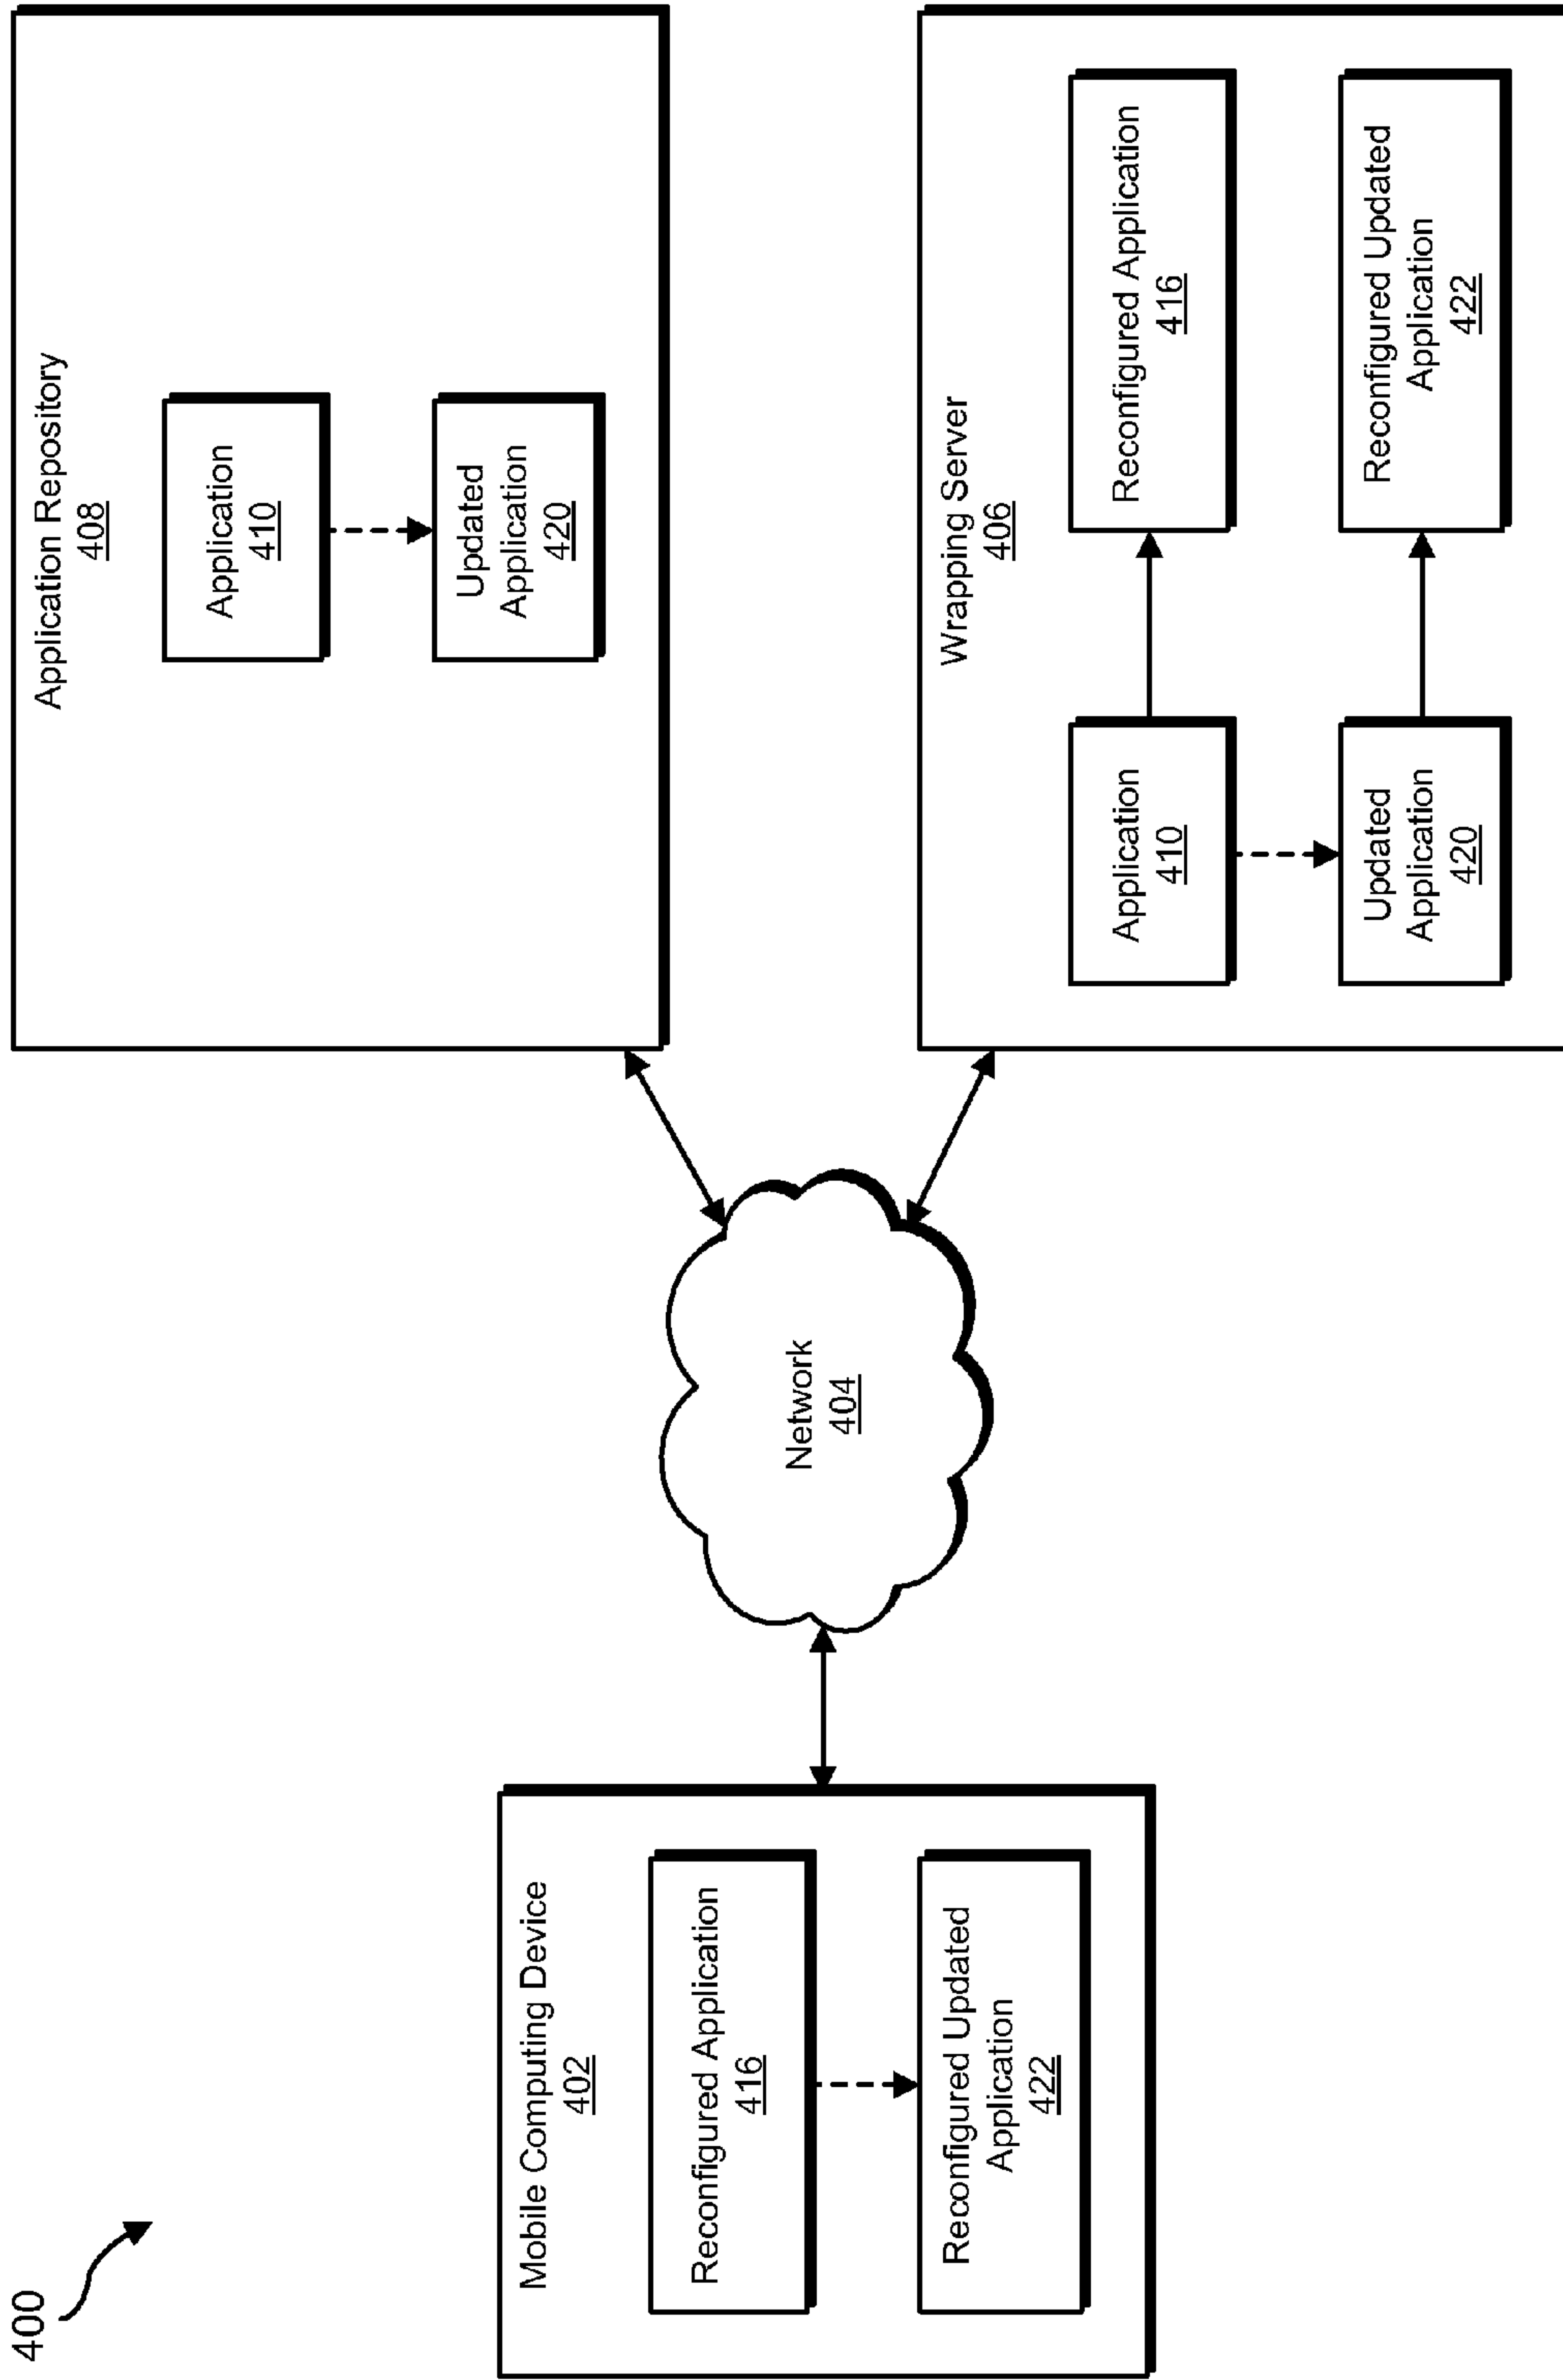 400
Mobile Computing Device
402
Reconfigured Application
416
Reconfigured Updated
Application
422
Network
404
Application Repository
408
Application
410
Updated
Application
420
Wrapping Server
406
Application
410
Reconfigured Application
416
Updated
Application
420
Reconfigured Updated
Application
422